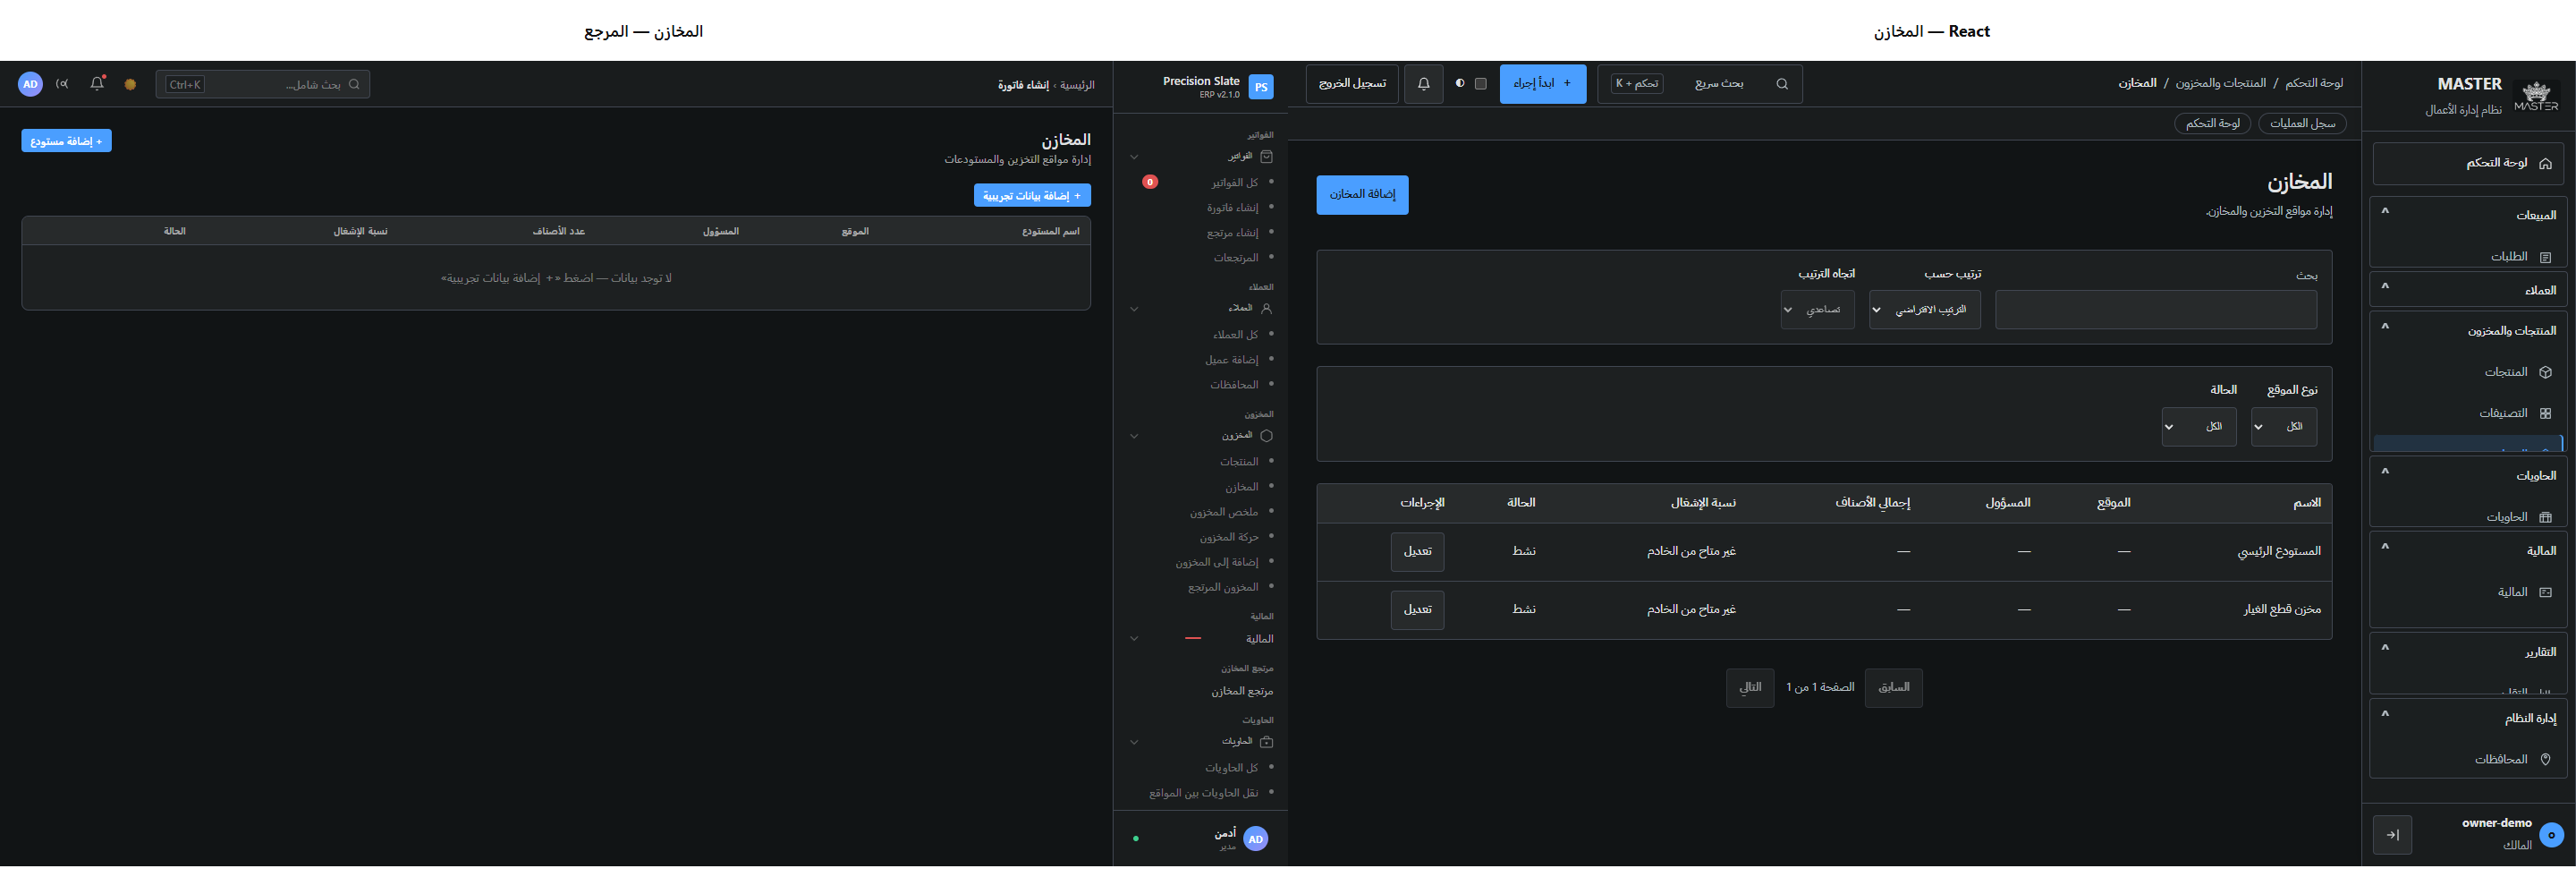 React — المخازن
MASTER
نظام إدارة الأعمال
MASTER
لوحة التحكم
المبيعات
الطلبات
العملاء
المنتجات والمخزون
المنتجات
التصنيفات
الحاويات
الحاويات
المالية
المالية
التقارير
إدارة النظام
المحافظات
owner-demo
المالك
لوحة التحكم / المنتجات والمخزون / المخازن
بحث سريع
تحكم + K
+ ابدأ إجراء
تسجيل الخروج
سجل العمليات
لوحة التحكم
المخازن
إدارة مواقع التخزين والمخازن.
إضافة المخازن
بحث
ترتيب حسب
اتجاه الترتيب
الترتيب الافتراضي
تصاعدي
نوع الموقع
الحالة
الكل
الكل
الاسم الموقع المسؤول إجمالي الأصناف نسبة الإشغال الحالة الإجراءات
المستودع الرئيسي — — — غير متاح من الخادم نشط تعديل
مخزن قطع الغيار — — — غير متاح من الخادم نشط تعديل
السابق
الصفحة 1 من 1
التالي
المخازن — المرجع
PS
Precision Slate
ERP v2.1.0
الفواتير
الفواتير
كل الفواتير
0
إنشاء فاتورة
إنشاء مرتجع
المرتجعات
العملاء
العملاء
كل العملاء
إضافة عميل
المحافظات
المخزون
المخزون
المنتجات
المخازن
ملخص المخزون
حركة المخزون
إضافة إلى المخزون
المخزون المرتجع
المالية
المالية
مرتجع المخازن
مرتجع المخازن
الحاويات
الحاويات
كل الحاويات
نقل الحاويات بين المواقع
AD
أدمن
مدير
الرئيسية › إنشاء فاتورة
بحث شامل...
Ctrl+K
AD
المخازن
إدارة مواقع التخزين والمستودعات
+ إضافة مستودع
+ إضافة بيانات تجريبية
اسم المستودع الموقع المسؤول عدد الأصناف نسبة الإشغال الحالة
لا توجد بيانات — اضغط «+ إضافة بيانات تجريبية»